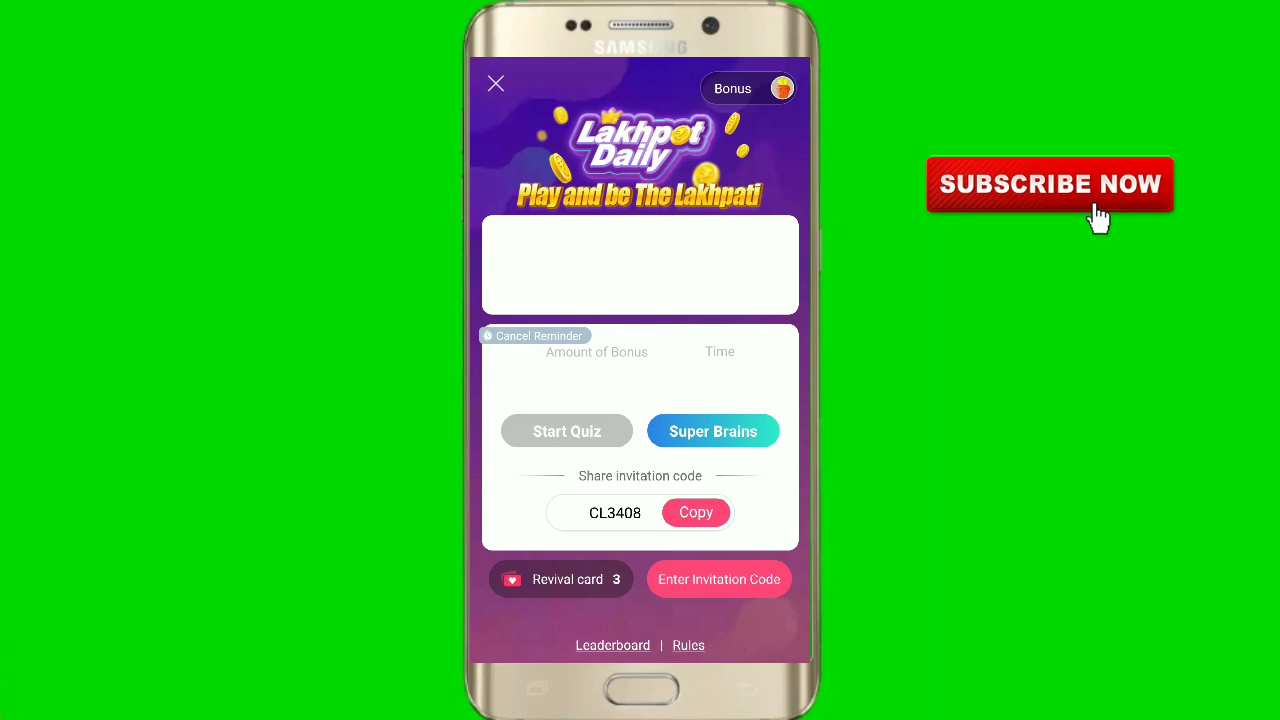 SAMSUNG
Bonus
Lakhpot
Daily
Play and be The Lakhpati
SUBSCRIBE NOW
Cancel Reminder
Amount of Bonus Time
Start Quiz Super Brains
Share invitation code
CL3408 Copy
Revival card 3 Enter Invitation Code
Leaderboard | Rules